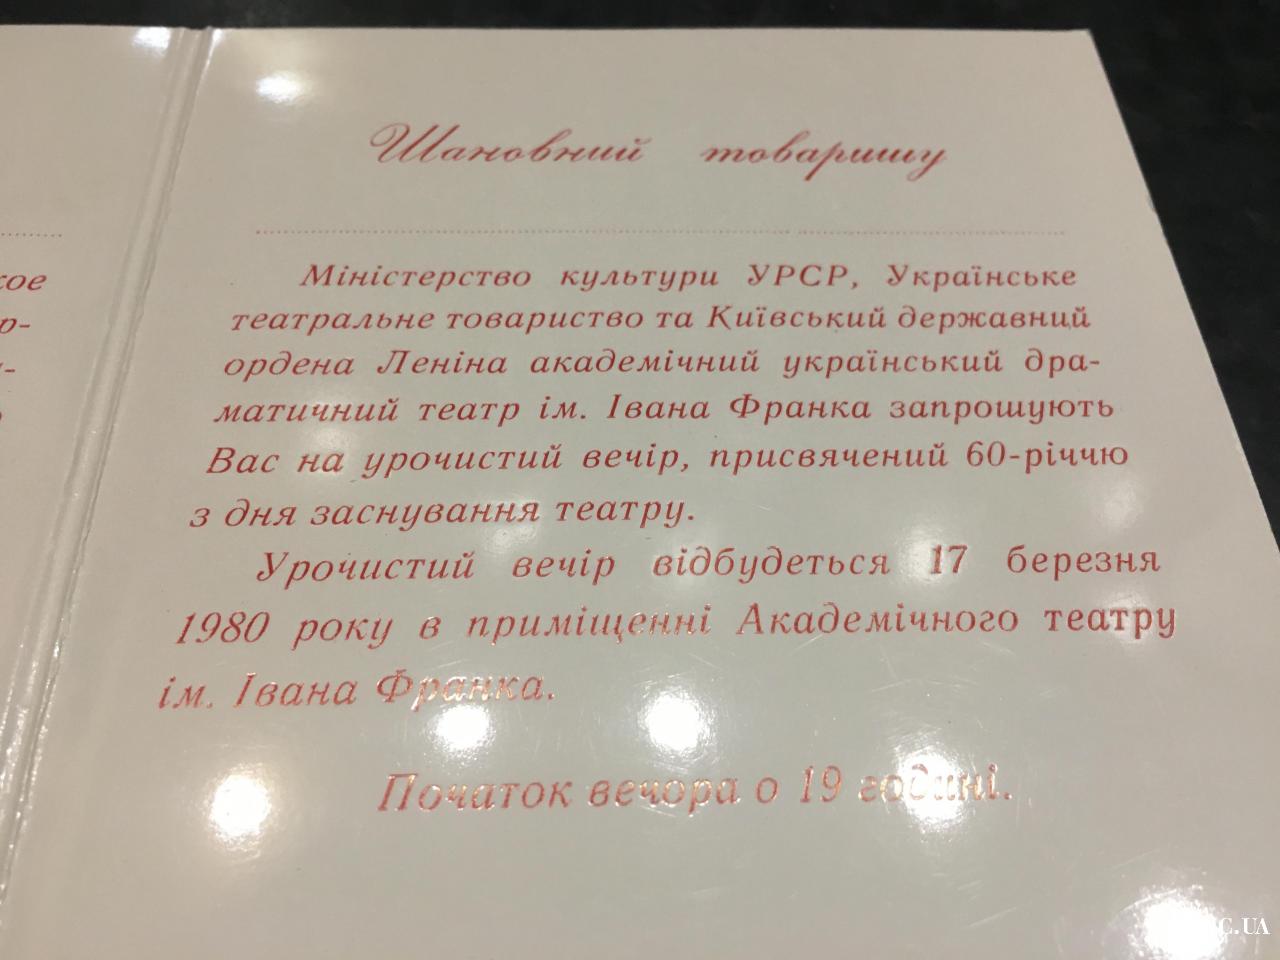 Шановний товаришу
Міністерство культури УРСР, Українське
театральне товариство та Київський державний
ордена Леніна академічний український дра-
матичний театр ім. Івана Франка запрошують
Вас на урочистий вечір, присвячений 60-річчю
з дня заснування театру.
Урочистий вечір відбудеться 17 березня
1980 року в приміщенні Академічного театру
ім. Івана Франка.
Початок вечора о 19 годині.